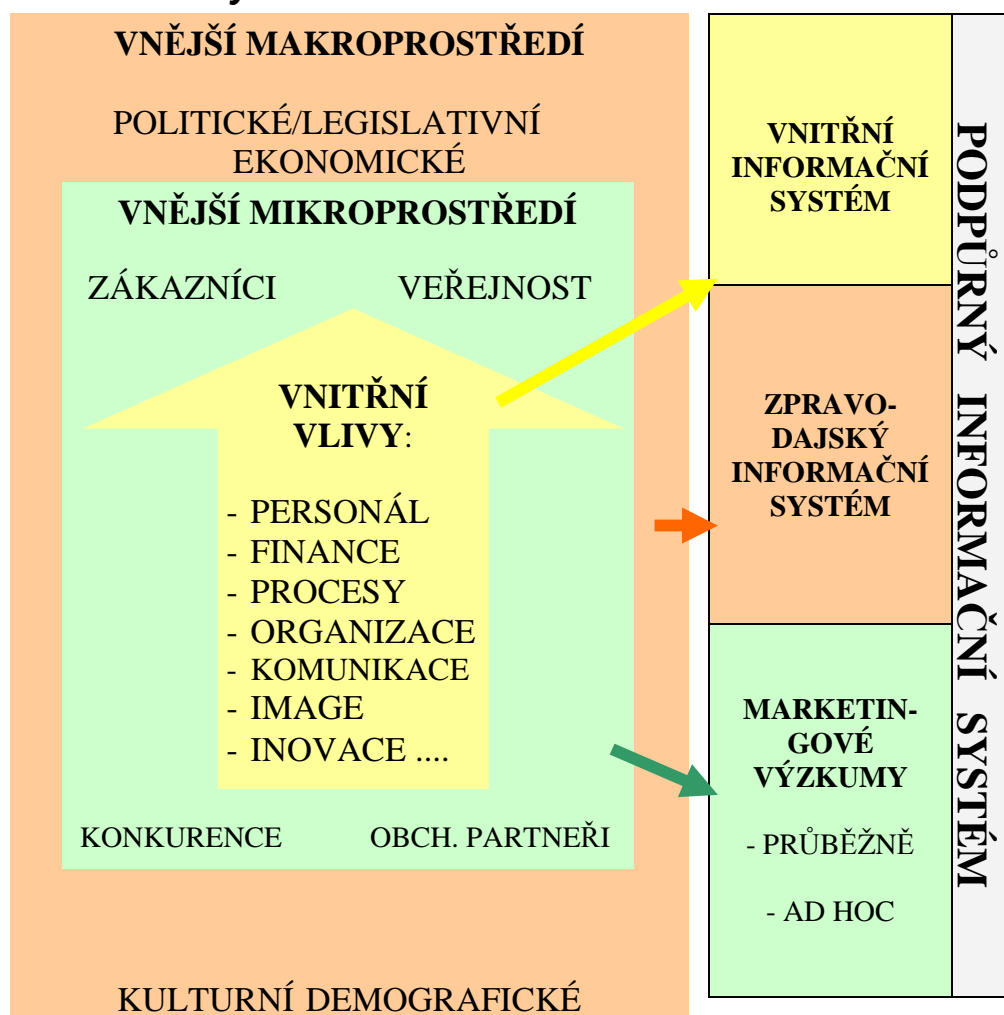 VNĚJŠÍ MAKROPROSTŘEDÍ
POLITICKÉ/LEGISLATIVNÍ
EKONOMICKÉ
VNĚJŠÍ MIKROPROSTŘEDÍ
ZÁKAZNÍCI VEŘEJNOST
VNITŘNÍ
VLIVY:
- PERSONÁL
- FINANCE
- PROCESY
- ORGANIZACE
- KOMUNIKACE
- IMAGE
- INOVACE ....
KONKURENCE OBCH. PARTNEŘI
KULTURNÍ DEMOGRAFICKÉ
VNITŘNÍ
INFORMAČNÍ
SYSTÉM
ZPRAVO-
DAJSKÝ
INFORMAČNÍ
SYSTÉM
MARKETIN-
GOVÉ
VÝZKUMY
- PRŮBĚŽNĚ
- AD HOC
PODPŮRNÝ INFORMAČNÍ SYSTÉM